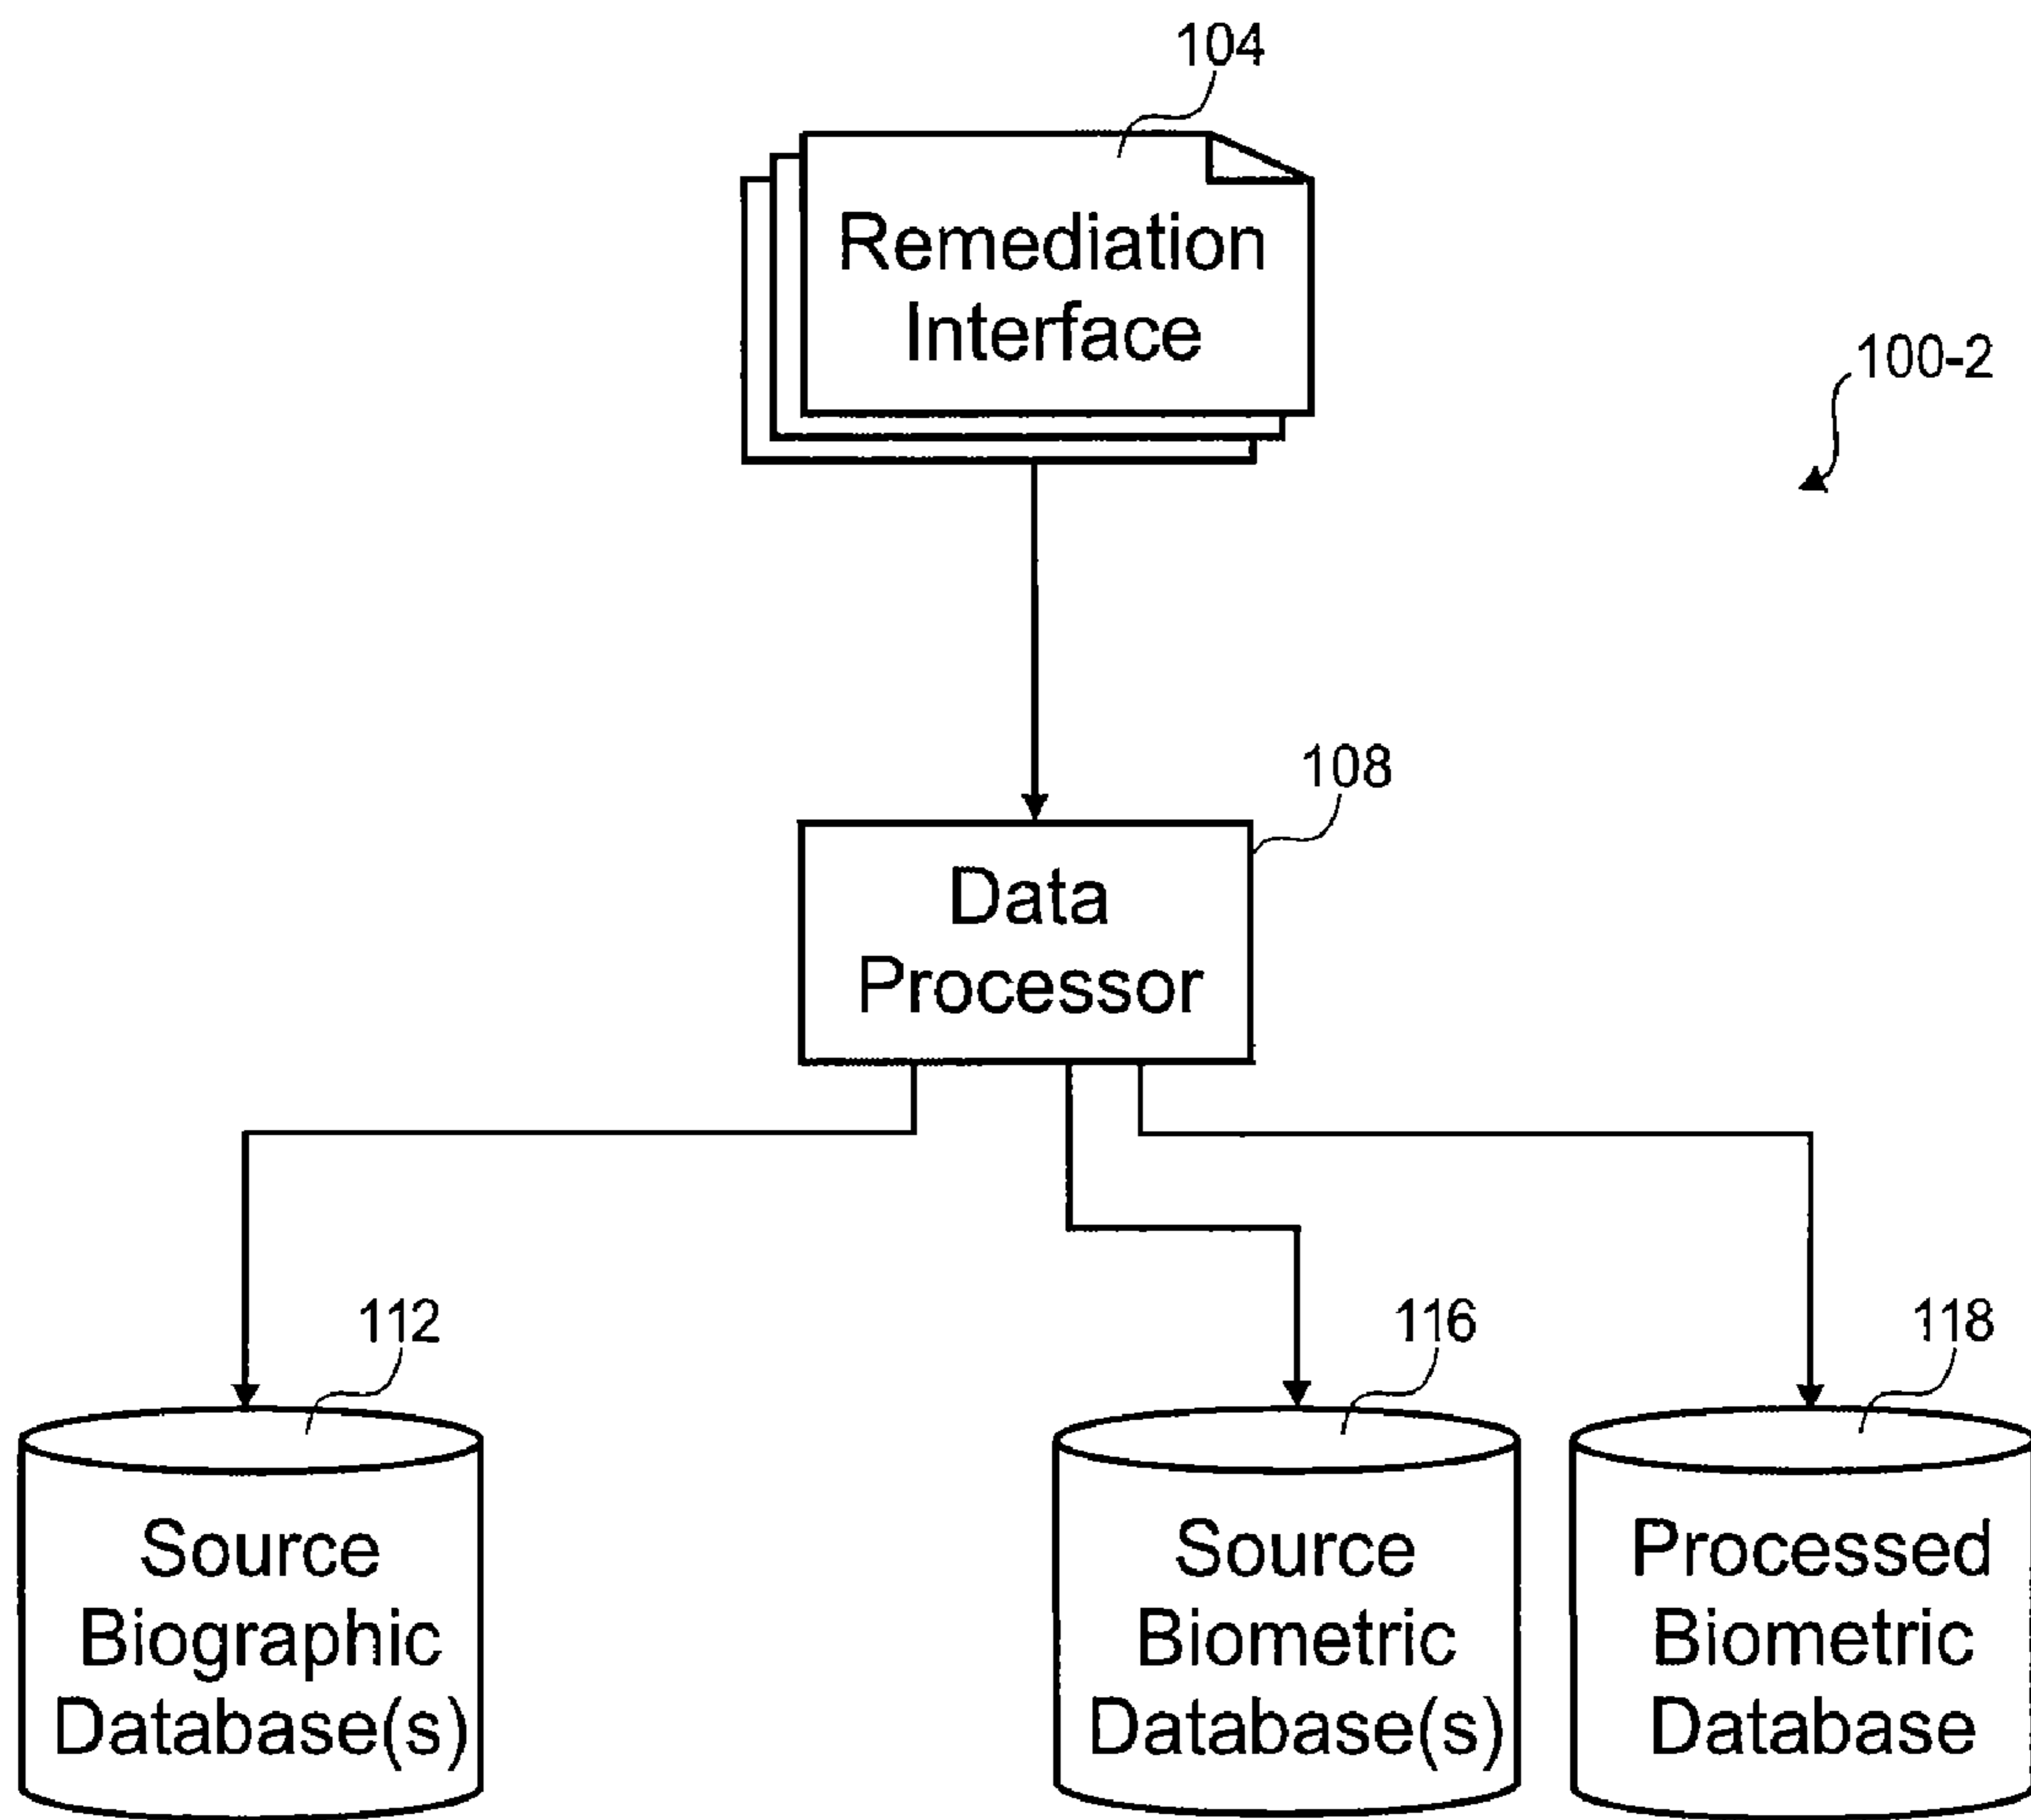 104
Remediation
Interface
100-2
108
Data
Processor
112
116
118
Source
Biographic
Database(s)
Source
Biometric
Database(s)
Processed
Biometric
Database